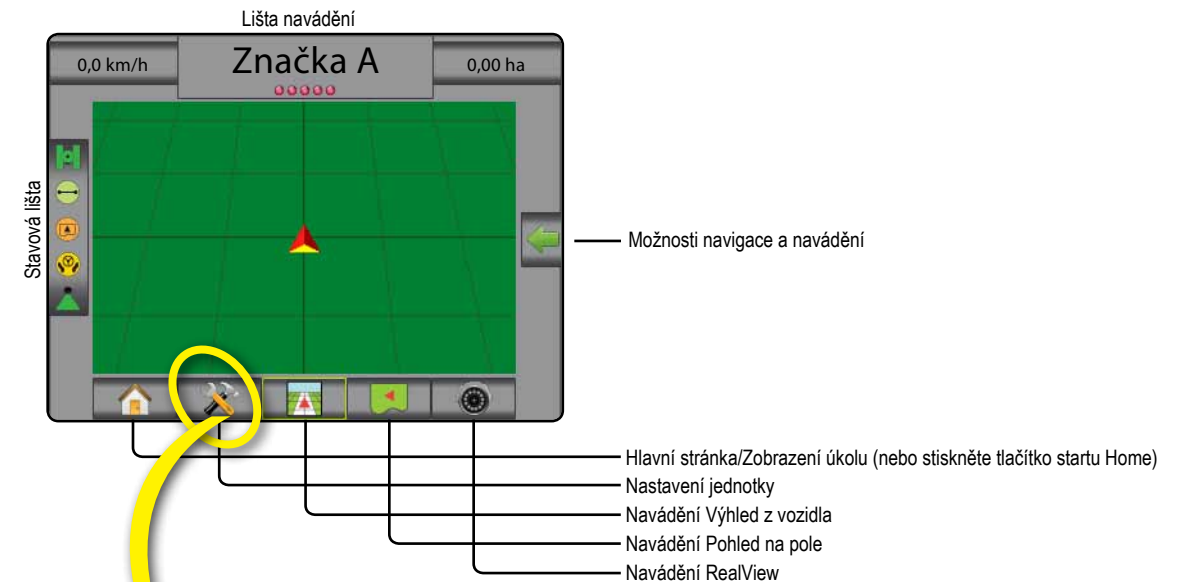 Lišta navádění
0,0 km/h
Značka A
0,00 ha
Stavová lišta
Možnosti navigace a navádění
Hlavní stránka/Zobrazení úkolu (nebo stiskněte tlačítko startu Home)
Nastavení jednotky
Navádění Výhled z vozidla
Navádění Pohled na pole
Navádění RealView